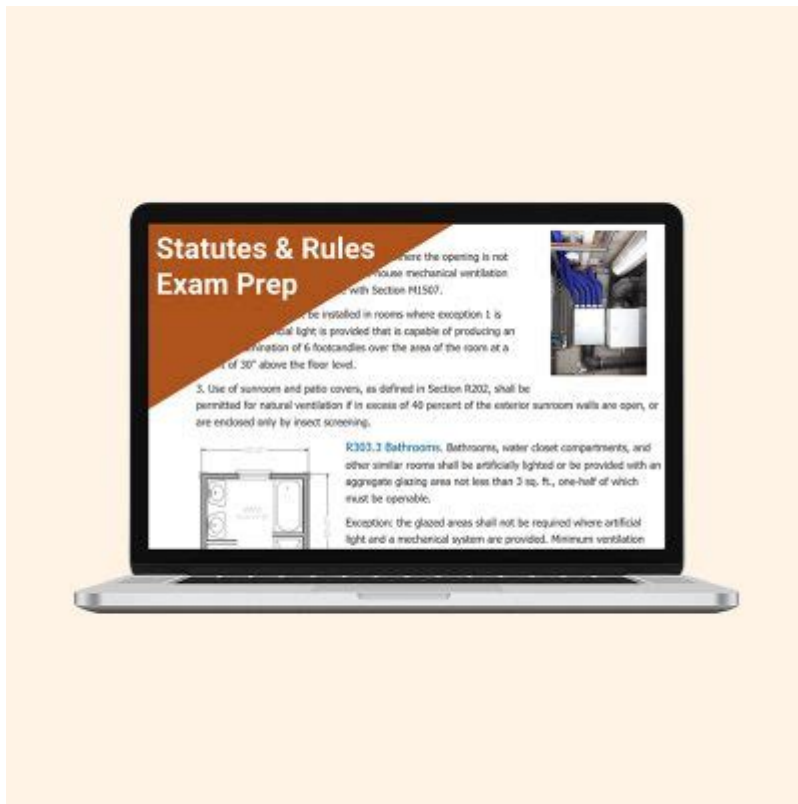 Statutes & Rules
Exam Prep
where the opening is not
house mechanical ventilation
with Section M1507.
be installed in rooms where exception 1 is
light is provided that is capable of producing an
of 6 footcandles over the area of the room at a
of 30" above the floor level.
3. Use of sunroom and patio covers, as defined in Section R202, shall be
permitted for natural ventilation if in excess of 40 percent of the exterior sunroom walls are open, or
are enclosed only by insect screening.
R303.3 Bathrooms. Bathrooms, water closet compartments, and
other similar rooms shall be artificially lighted or be provided with an
aggregate glazing area not less than 3 sq. ft., one-half of which
must be openable.
Exception: the glazed areas shall not be required where artificial
light and a mechanical system are provided. Minimum ventilation